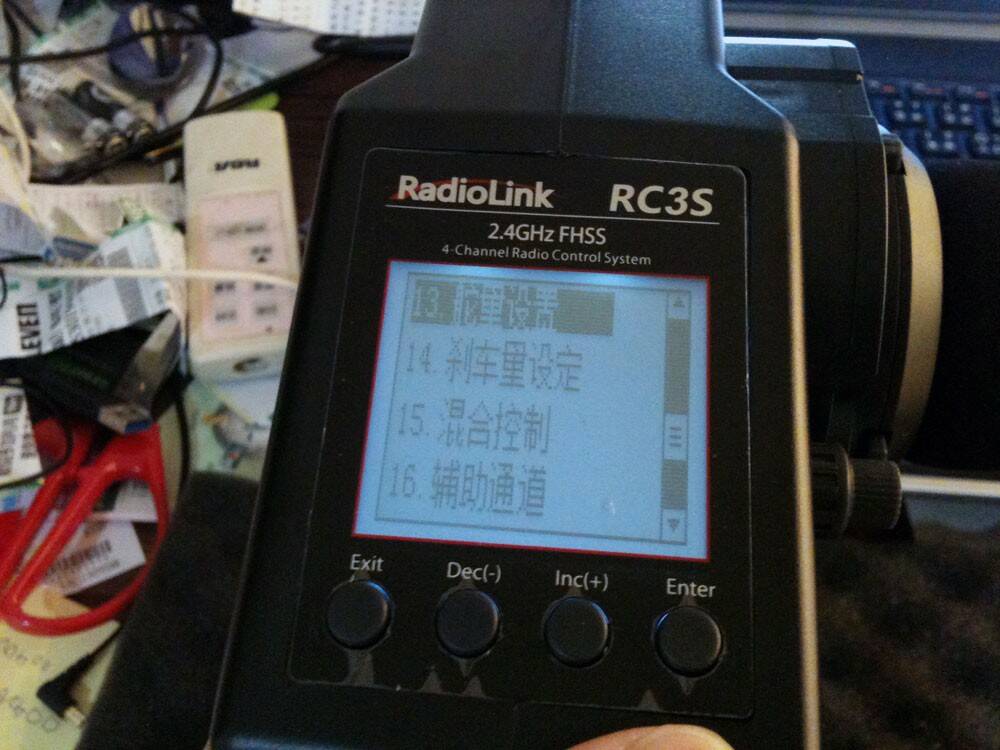 RadioLink RC3S
2.4GHz FHSS
4-Channel Radio Control System
13.
14. 刹车量设定
15. 混合控制
16. 辅助通道
Exit Dec(-) Inc(+) Enter